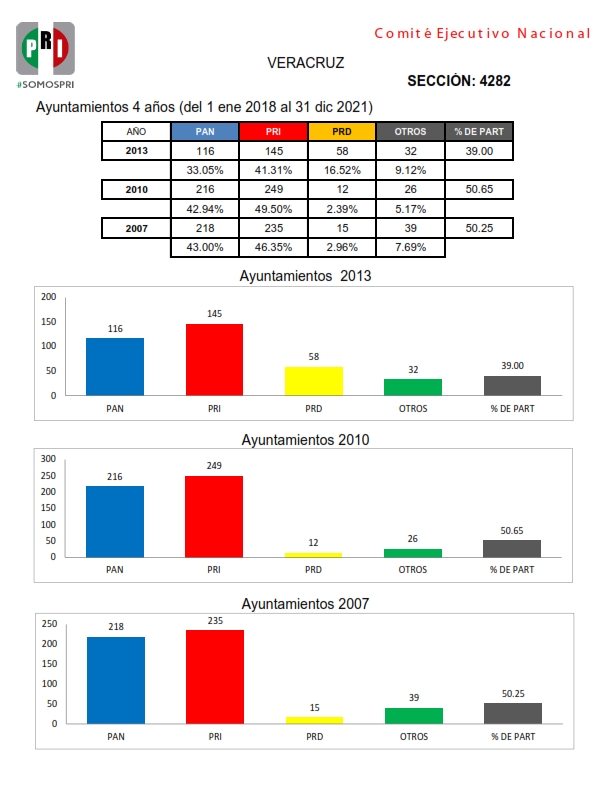 Comité Ejecutivo Nacional
PRI
#SOMOSPRI
VERACRUZ
SECCIÓN: 4282
Ayuntamientos 4 años (del 1 ene 2018 al 31 dic 2021)
AÑO PAN PRI PRD OTROS % DE PART
2013 116 145 58 32 39.00
33.05% 41.31% 16.52% 9.12%
2010 216 249 12 26 50.65
42.94% 49.50% 2.39% 5.17%
2007 218 235 15 39 50.25
43.00% 46.35% 2.96% 7.69%
Ayuntamientos 2013
200
150
100
50
0
116
145
58
32
39.00
PAN PRI PRD OTROS % DE PART
Ayuntamientos 2010
300
250
200
150
100
50
0
216
249
12
26
50.65
PAN PRI PRD OTROS % DE PART
Ayuntamientos 2007
250
200
150
100
50
0
218
235
15
39
50.25
PAN PRI PRD OTROS % DE PART